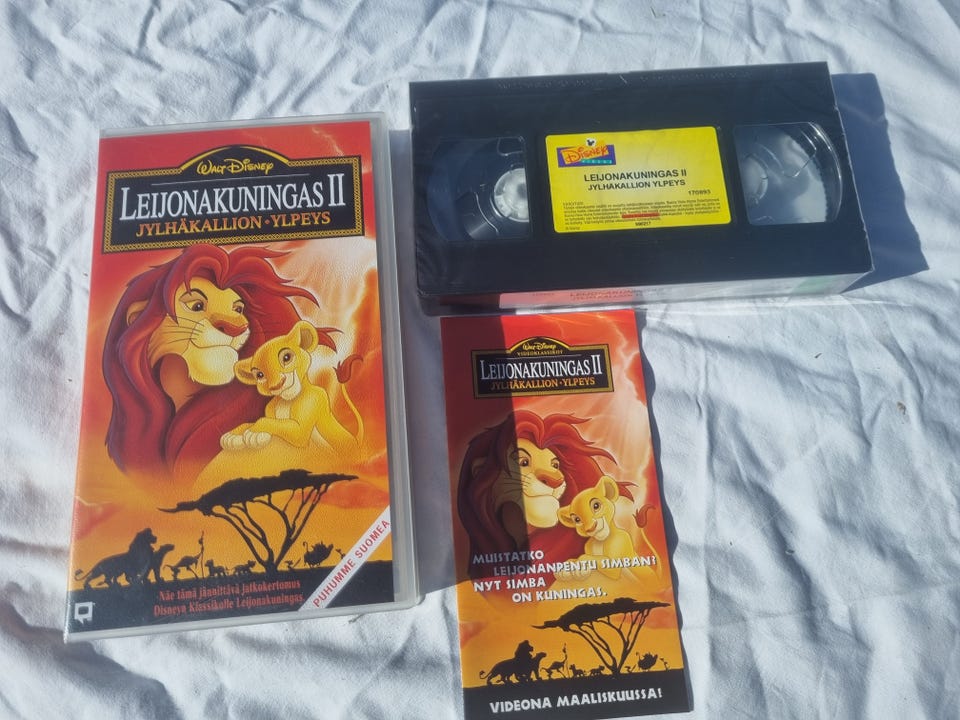 Walt Disney
LEIJONAKUNINGAS II
JYLHÄKALLION • YLPEYS
PUHUMME SUOMEA
Näe tämä jännittävä jatkokertomus
Disneyn Klassikolle Leijonakuningas.
Disney
LEIJONAKUNINGAS II
JYLHÄKALLION YLPEYS
170893
Walt Disney
VIDEOKLASSIKOT
LEIJONAKUNINGAS II
JYLHÄKALLION • YLPEYS
MUISTATKO
LEIJONANPENTU SIMBAN?
NYT SIMBA
ON KUNINGAS.
VIDEONA MAALISKUUSSA!